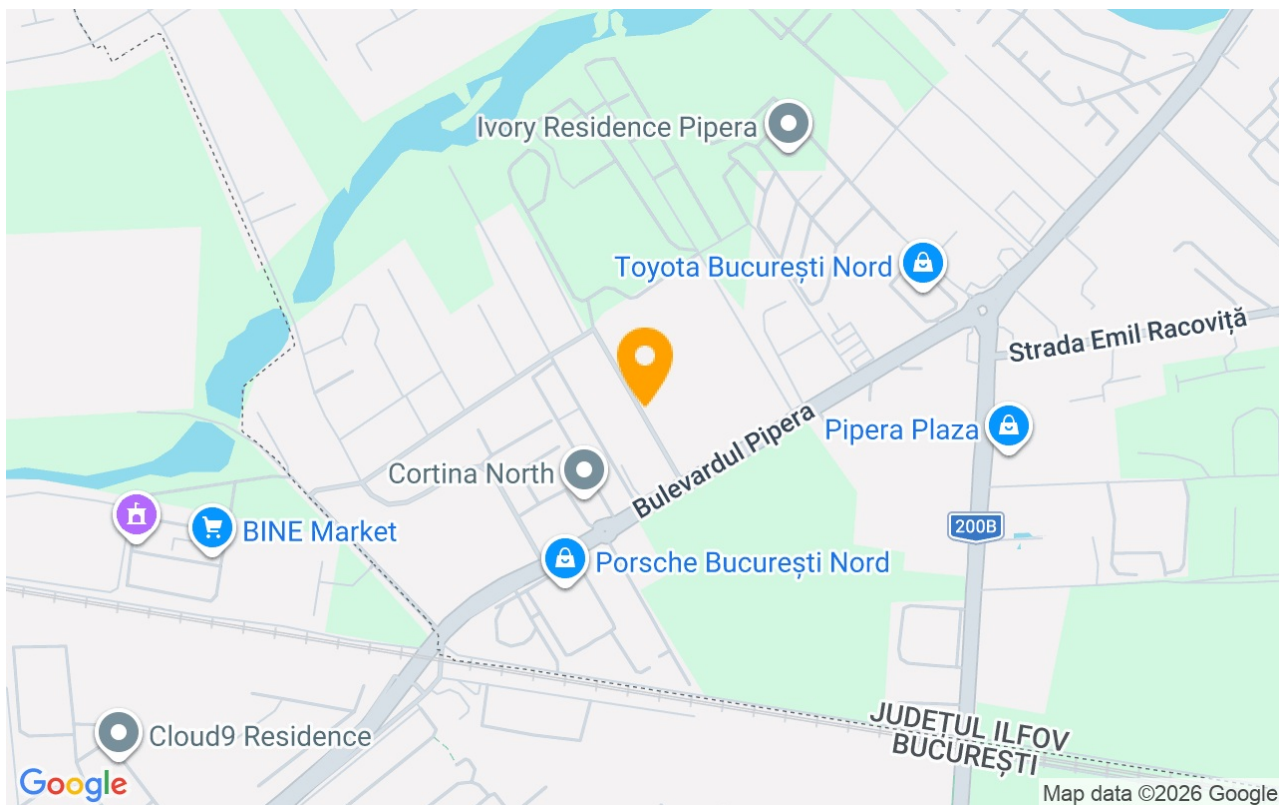 Ivory Residence Pipera
Toyota București Nord
Strada Emil Racoviță
Pipera Plaza
Bulevardul Pipera
Cortina North
200B
BINE Market
Porsche București Nord
JUDEȚUL ILFOV
BUCUREȘTI
Cloud9 Residence
Google
Map data ©2026 Google